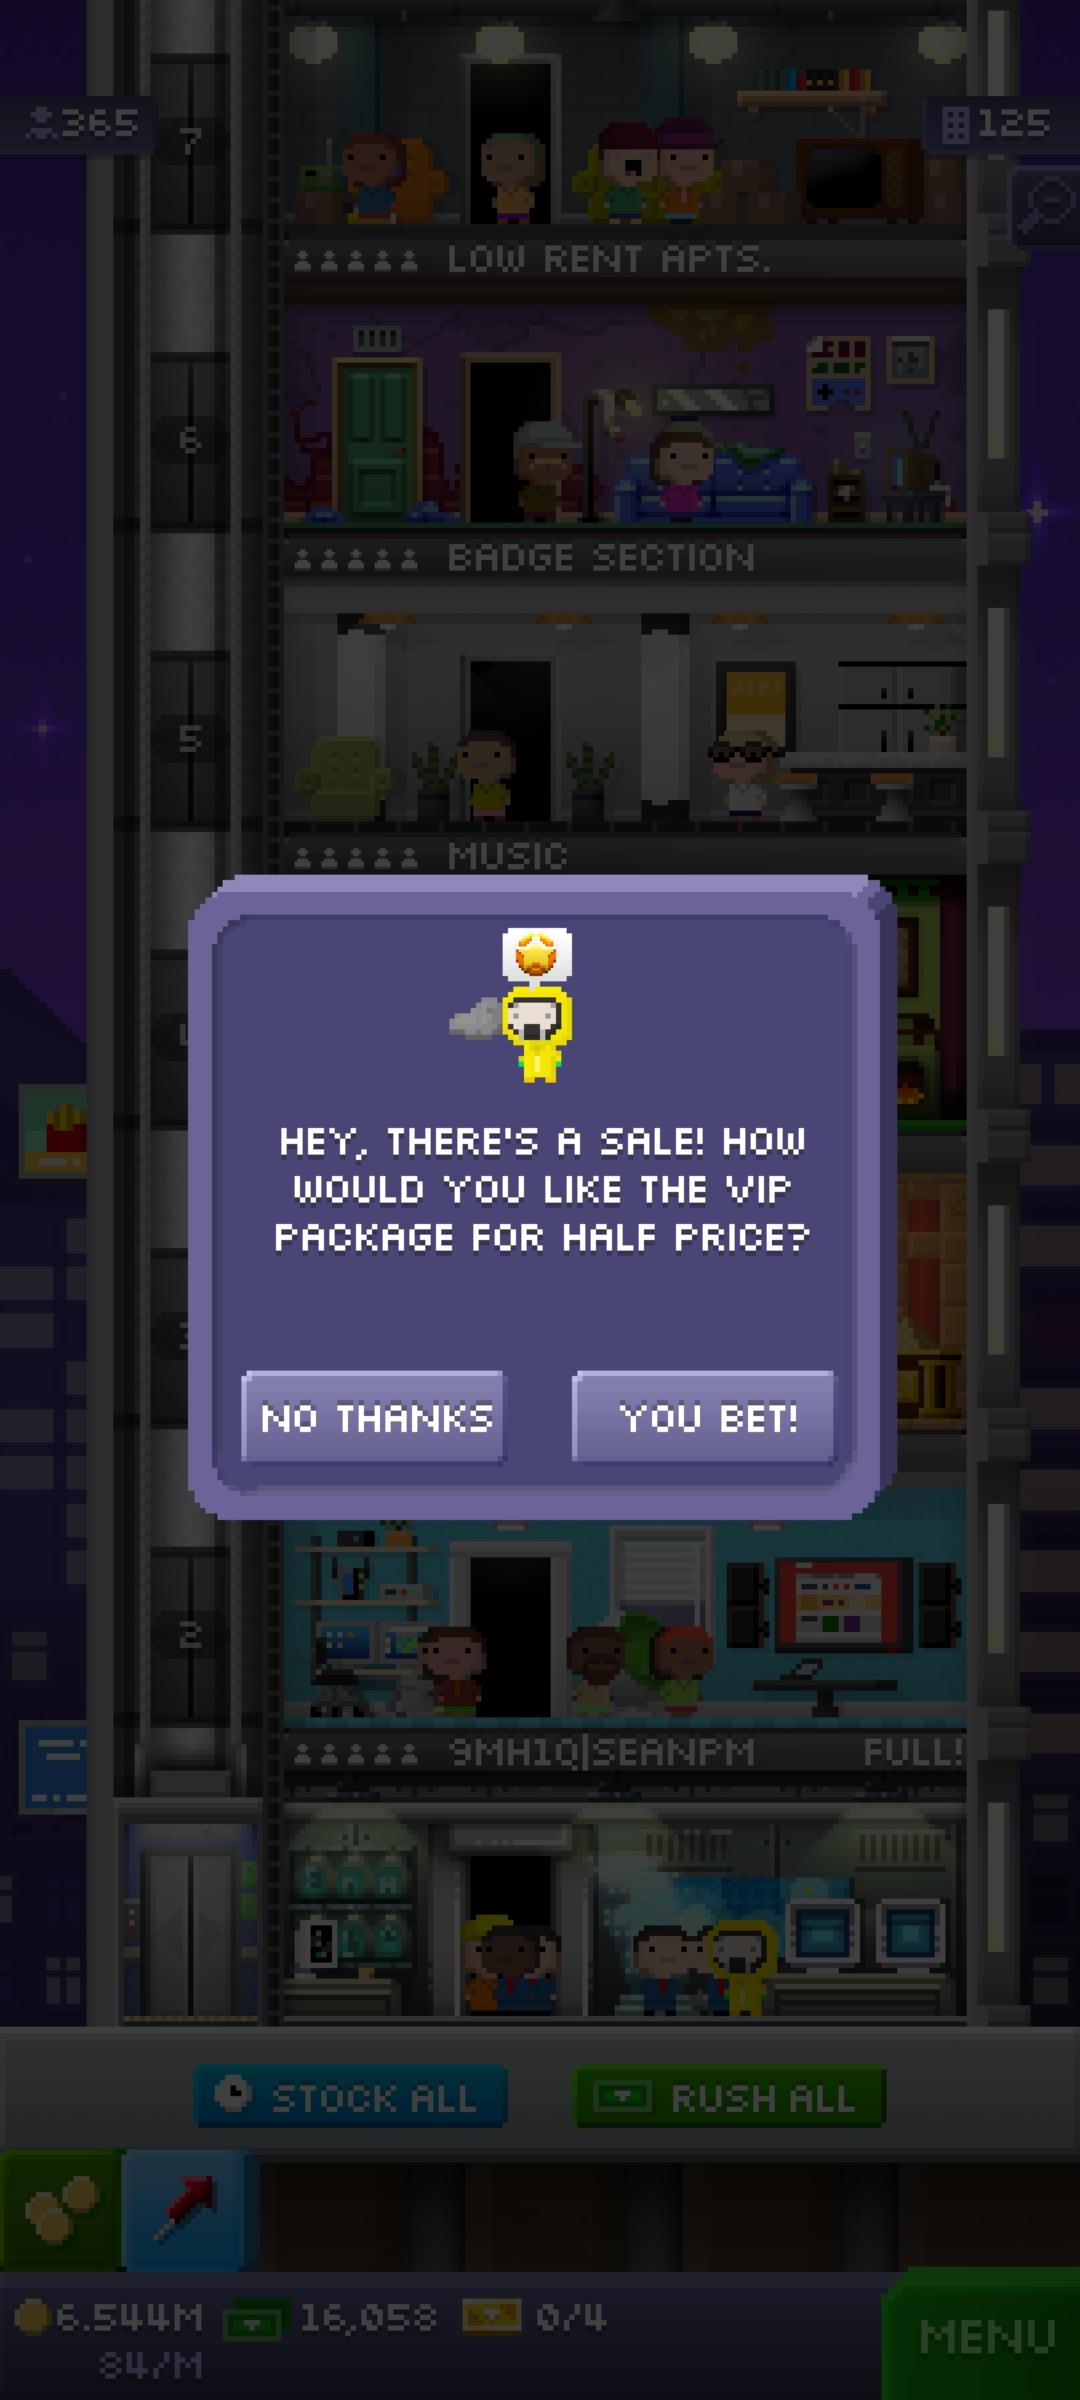 365
125
7
LOW RENT APTS.
6
BADGE SECTION
5
MUSIC
HEY, THERE'S A SALE! HOW
WOULD YOU LIKE THE VIP
PACKAGE FOR HALF PRICE?
NO THANKS
YOU BET!
2
9MH1Q|SEANPM
FULL!
STOCK ALL
RUSH ALL
6.544M
16,058
0/4
84/M
MENU